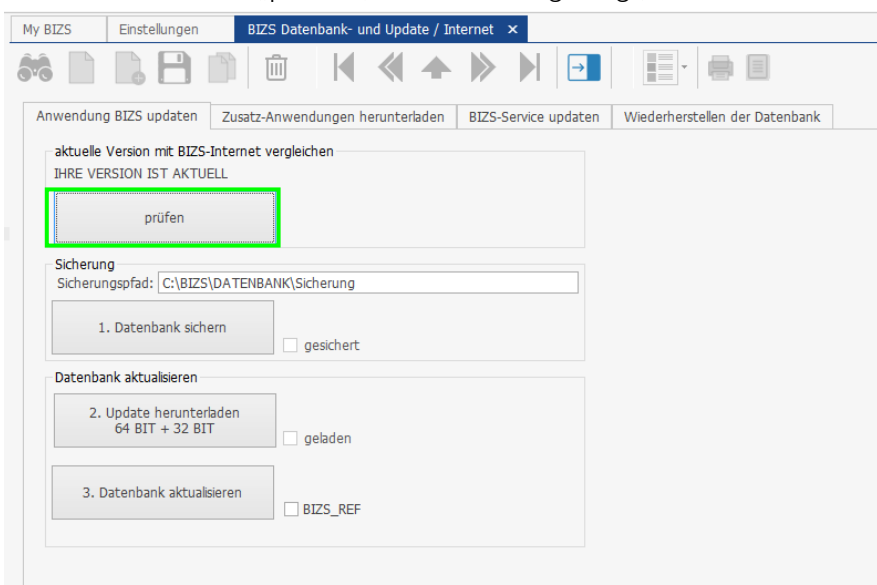 My BIZS Einstellungen BIZS Datenbank- und Update / Internet ×
Anwendung BIZS updaten Zusatz-Anwendungen herunterladen BIZS-Service updaten Wiederherstellen der Datenbank
aktuelle Version mit BIZS-Internet vergleichen
IHRE VERSION IST AKTUELL
prüfen
Sicherung
Sicherungspfad: C:\BIZS\DATENBANK\Sicherung
1. Datenbank sichern
gesichert
Datenbank aktualisieren
2. Update herunterladen
64 BIT + 32 BIT
geladen
3. Datenbank aktualisieren
BIZS_REF